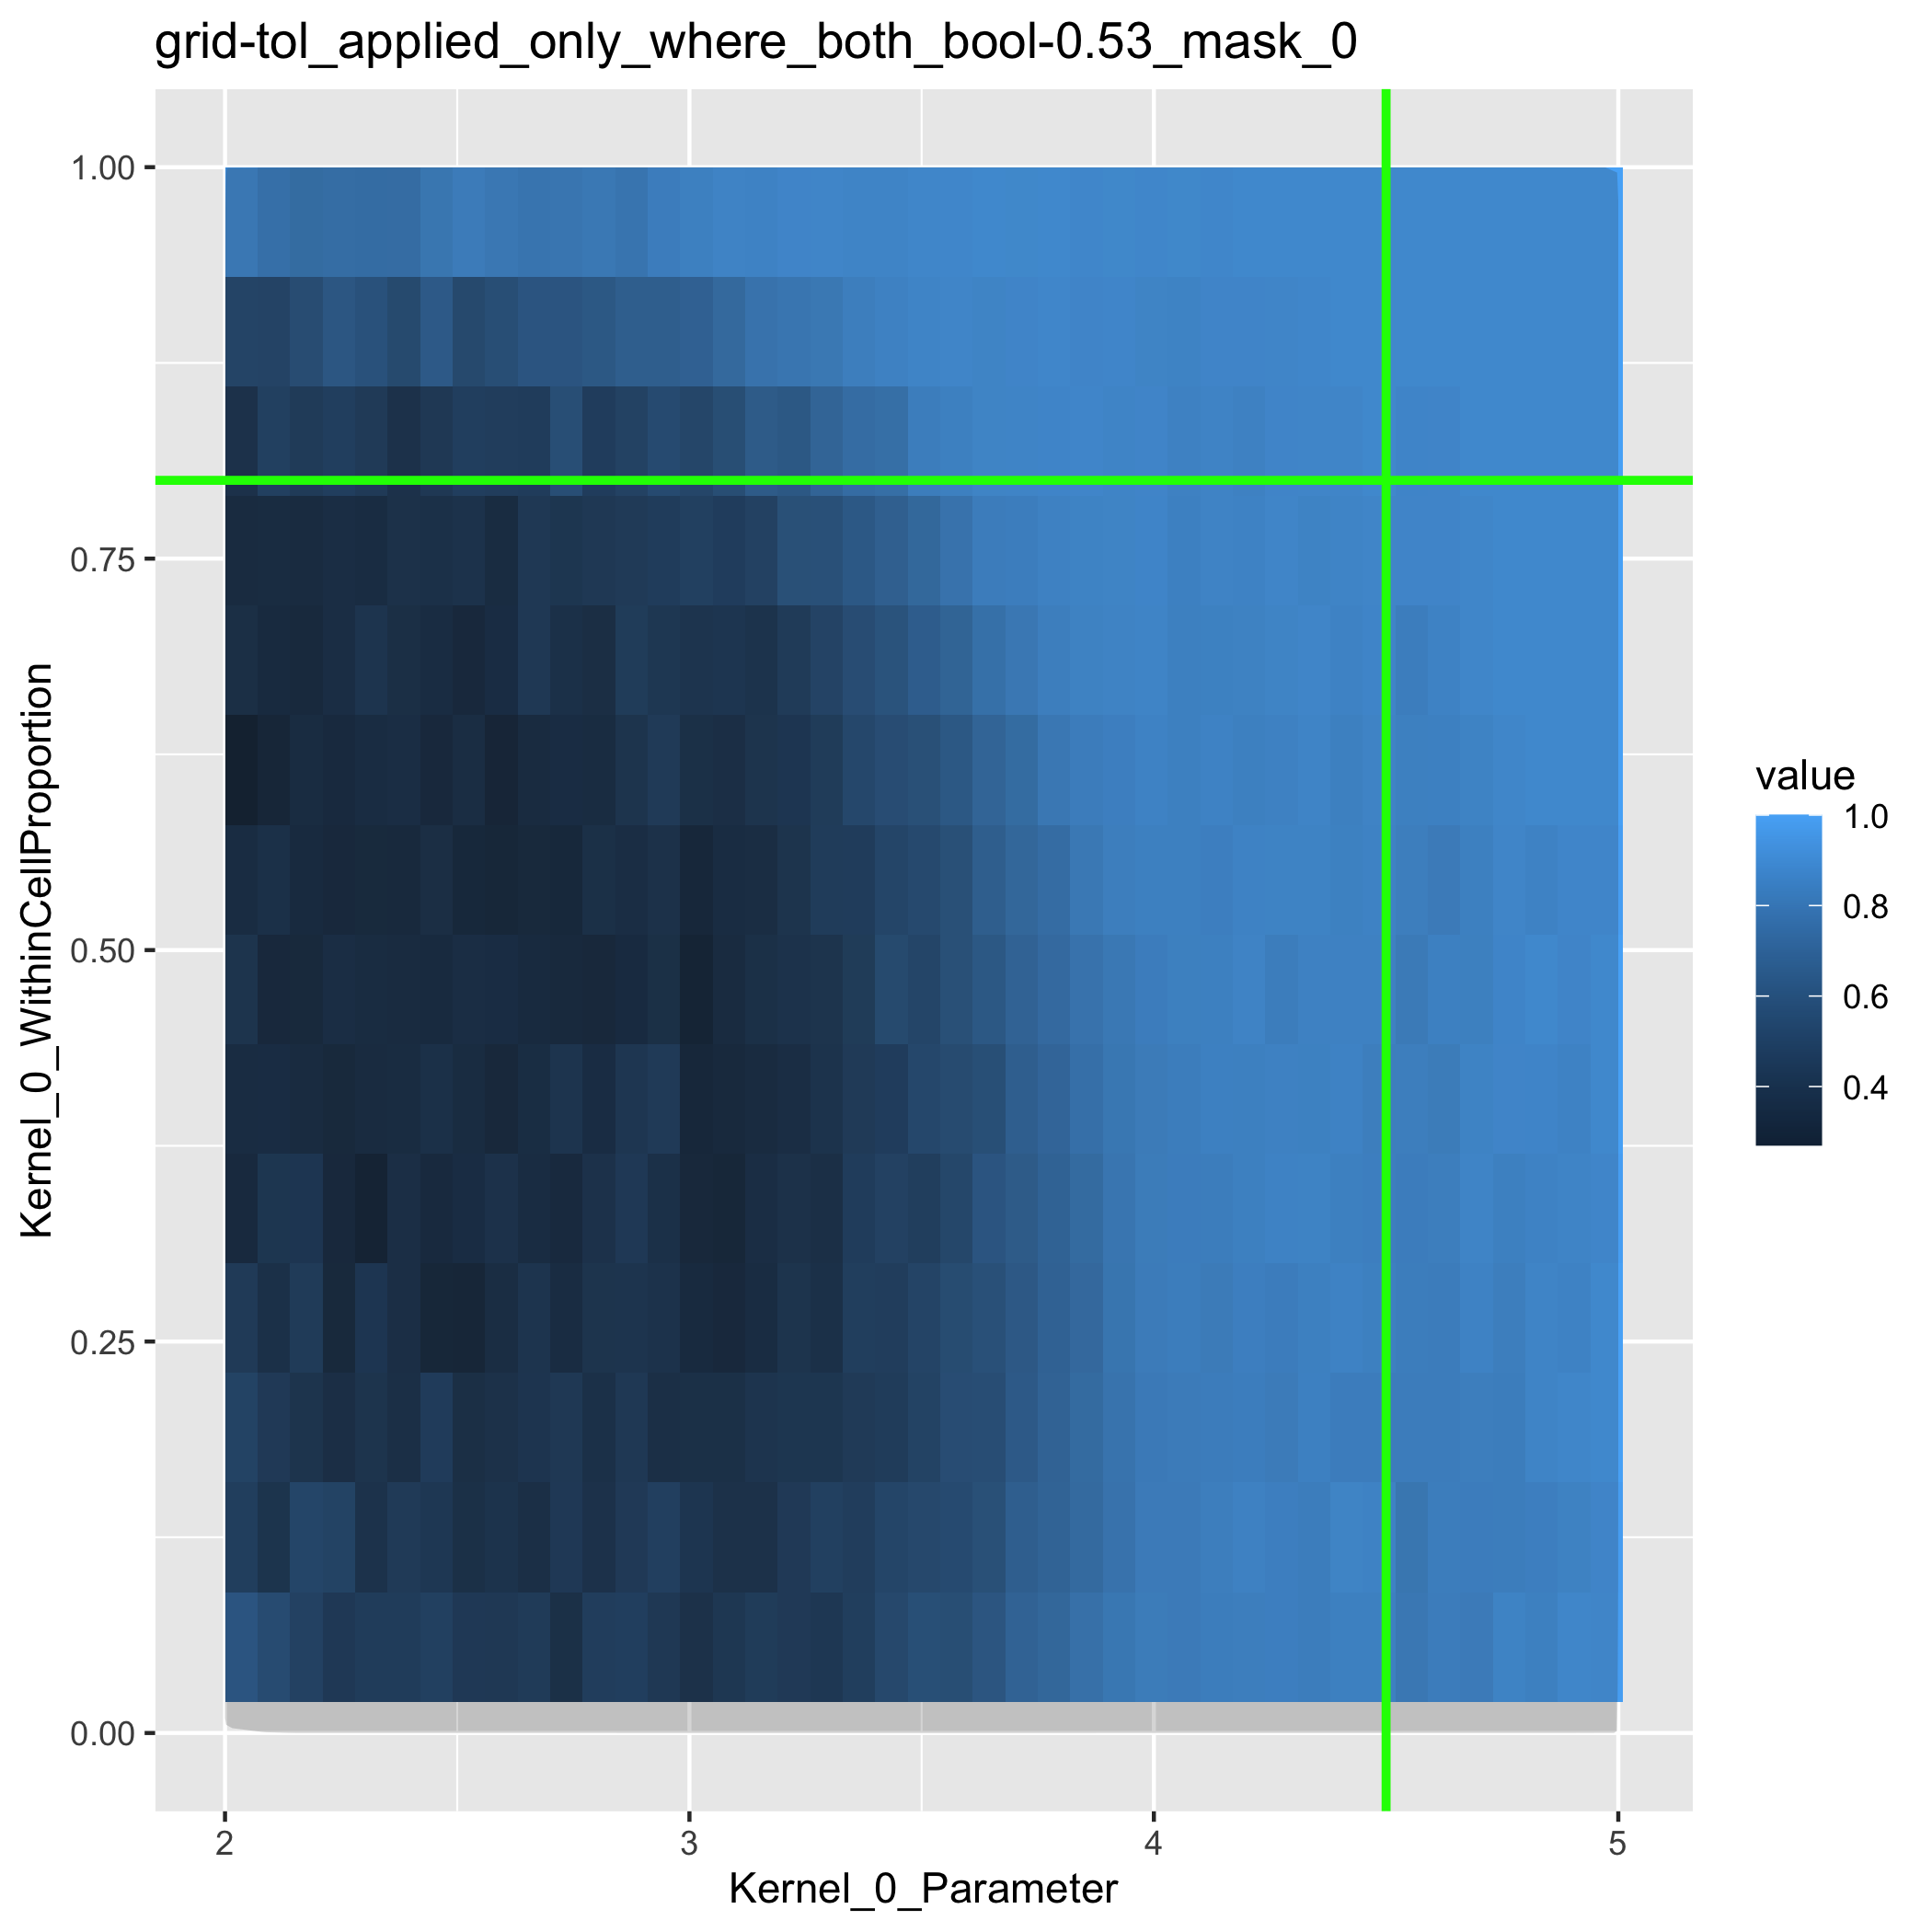 grid-tol_applied_only_where_both_bool-0.53_mask_0
1.00
0.75
0.50
0.25
0.00
Kernel_0_WithinCellProportion
2 3 4 5
Kernel_0_Parameter
value
1.0
0.8
0.6
0.4